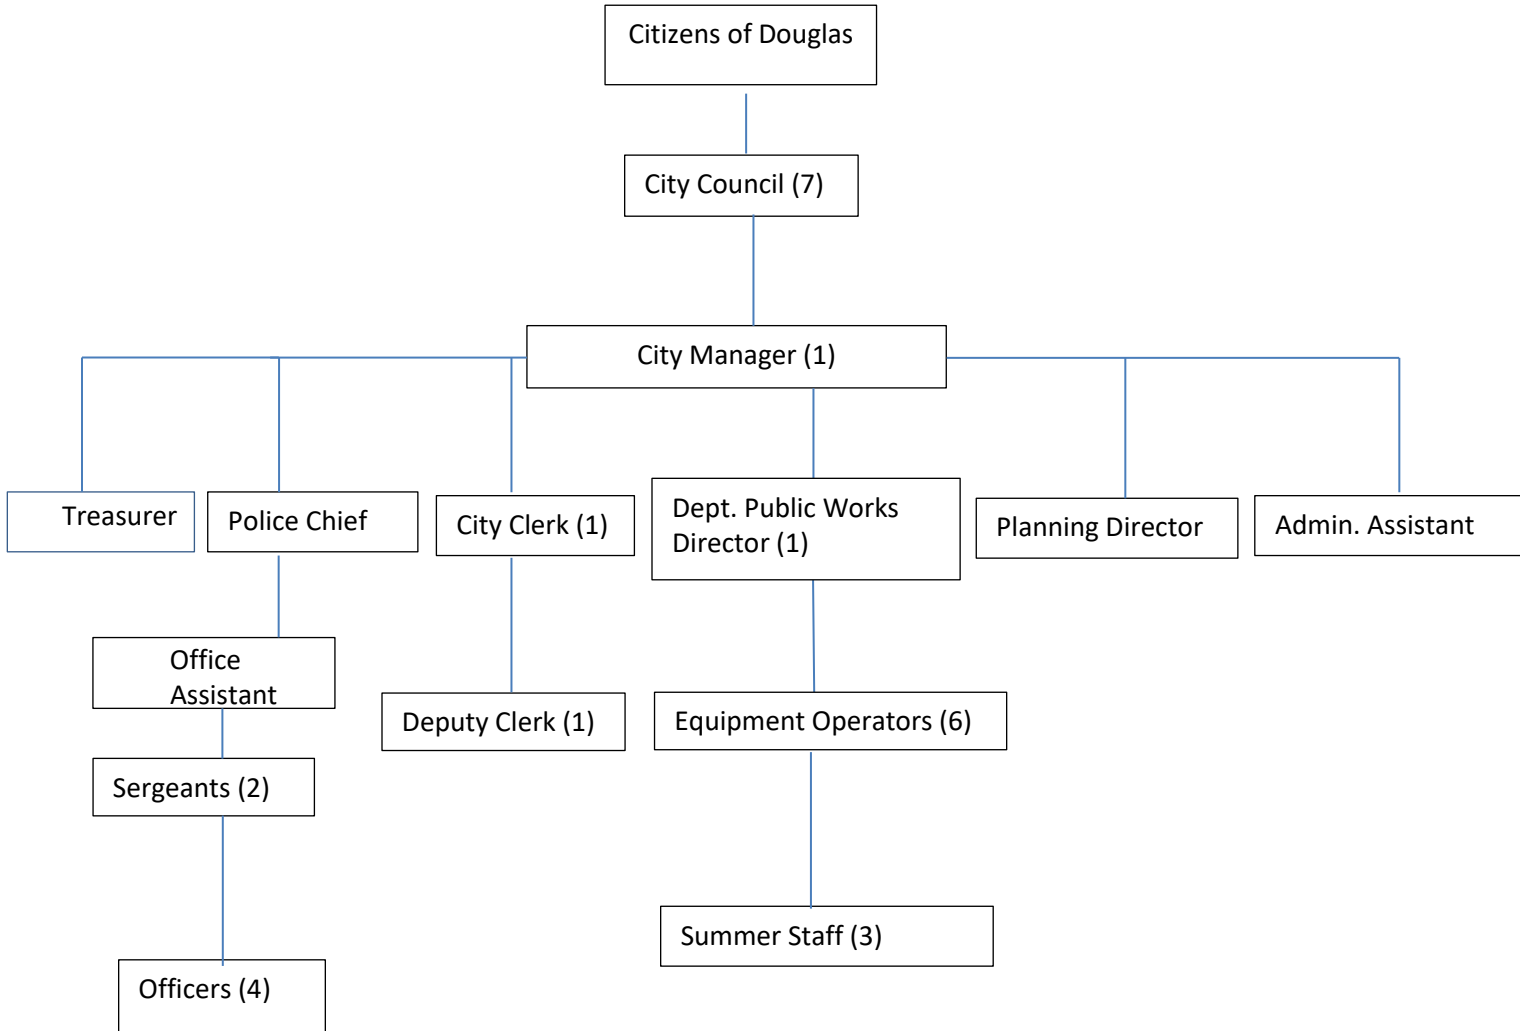 Citizens of Douglas
City Council (7)
City Manager (1)
Treasurer
Police Chief
City Clerk (1)
Dept. Public Works
Director (1)
Planning Director
Admin. Assistant
Office
Assistant
Deputy Clerk (1)
Equipment Operators (6)
Sergeants (2)
Summer Staff (3)
Officers (4)